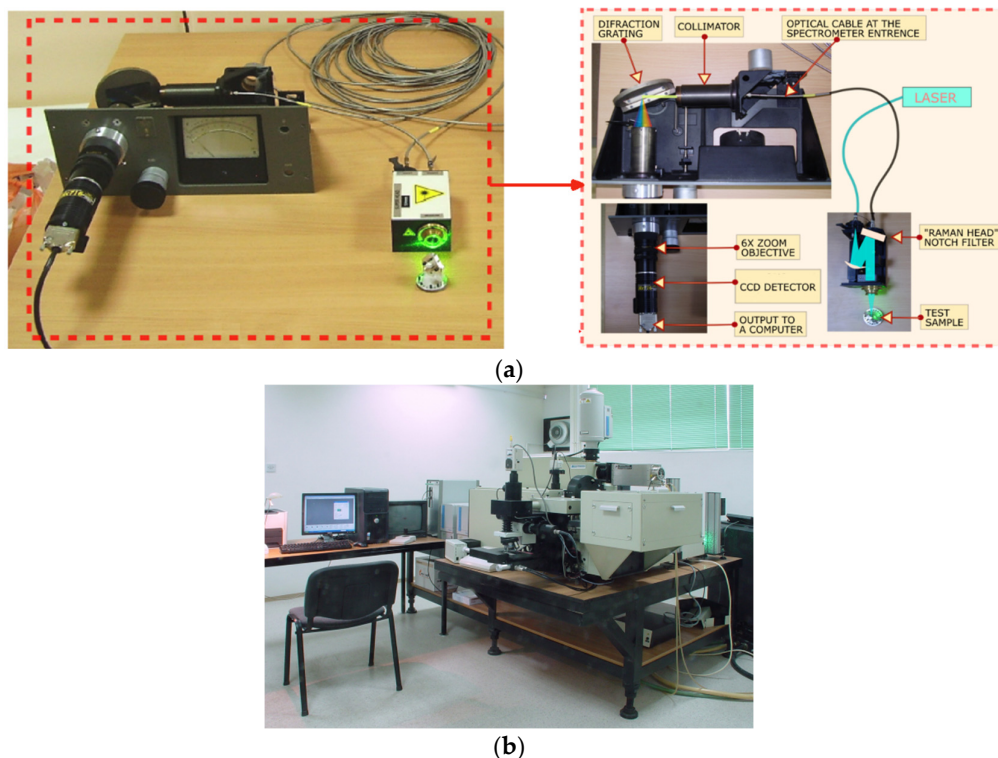 DIFRACTION
GRATING
COLLIMATOR
OPTICAL CABLE AT THE
SPECTROMETER ENTRENCE
LASER
"RAMAN HEAD"
NOTCH FILTER
6X ZOOM
OBJECTIVE
CCD DETECTOR
OUTPUT TO
A COMPUTER
TEST
SAMPLE
(a)
(b)